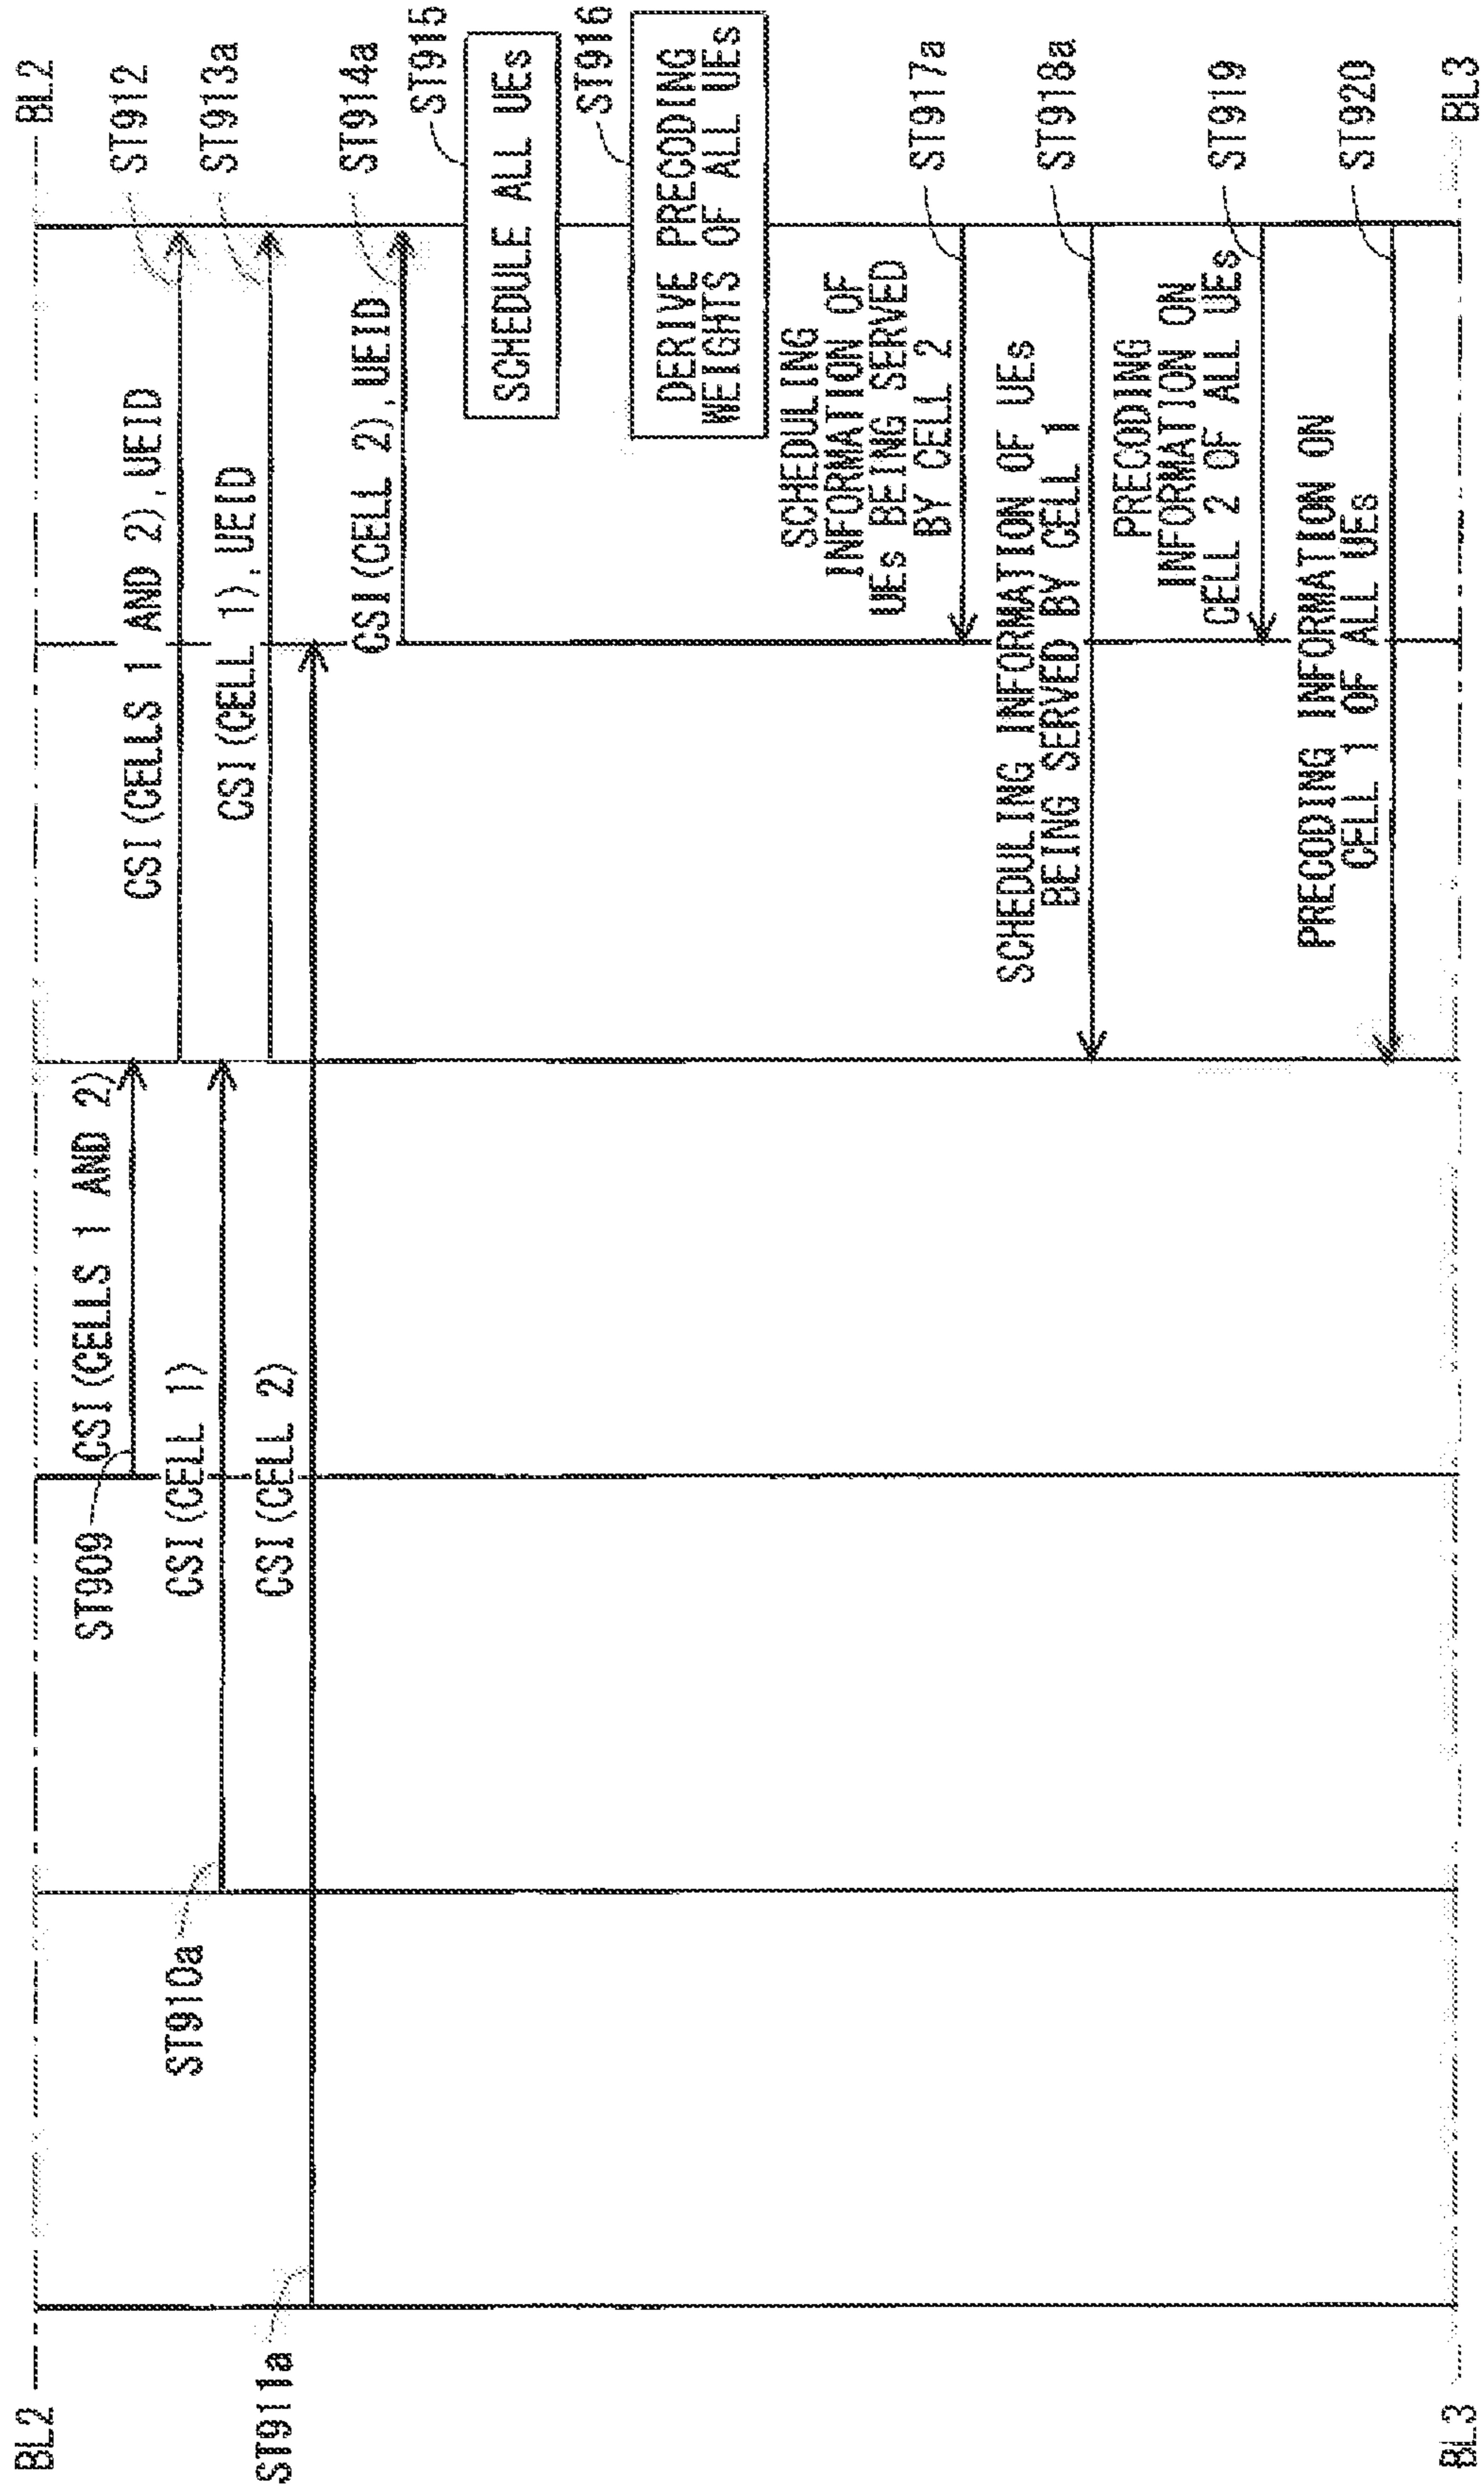 BL2
BL2
ST909
CSI(CELLS 1 AND 2)
CSI(CELLS 1 AND 2),UEID
ST912
ST910a
CSI(CELL 1)
CSI(CELL 1),UEID
ST913a
ST911a
CSI(CELL 2)
CSI(CELL 2),UEID
ST914a
ST915
SCHEDULE ALL UEs
ST916
DERIVE PRECODING
WEIGHTS OF ALL UEs
SCHEDULING
INFORMATION OF
UEs BEING SERVED
BY CELL 2
ST917a
SCHEDULING INFORMATION OF UEs
BEING SERVED BY CELL 1
ST918a
PRECODING
INFORMATION ON
CELL 2 OF ALL UEs
ST919
PRECODING INFORMATION ON
CELL 1 OF ALL UEs
ST920
BL3
BL3